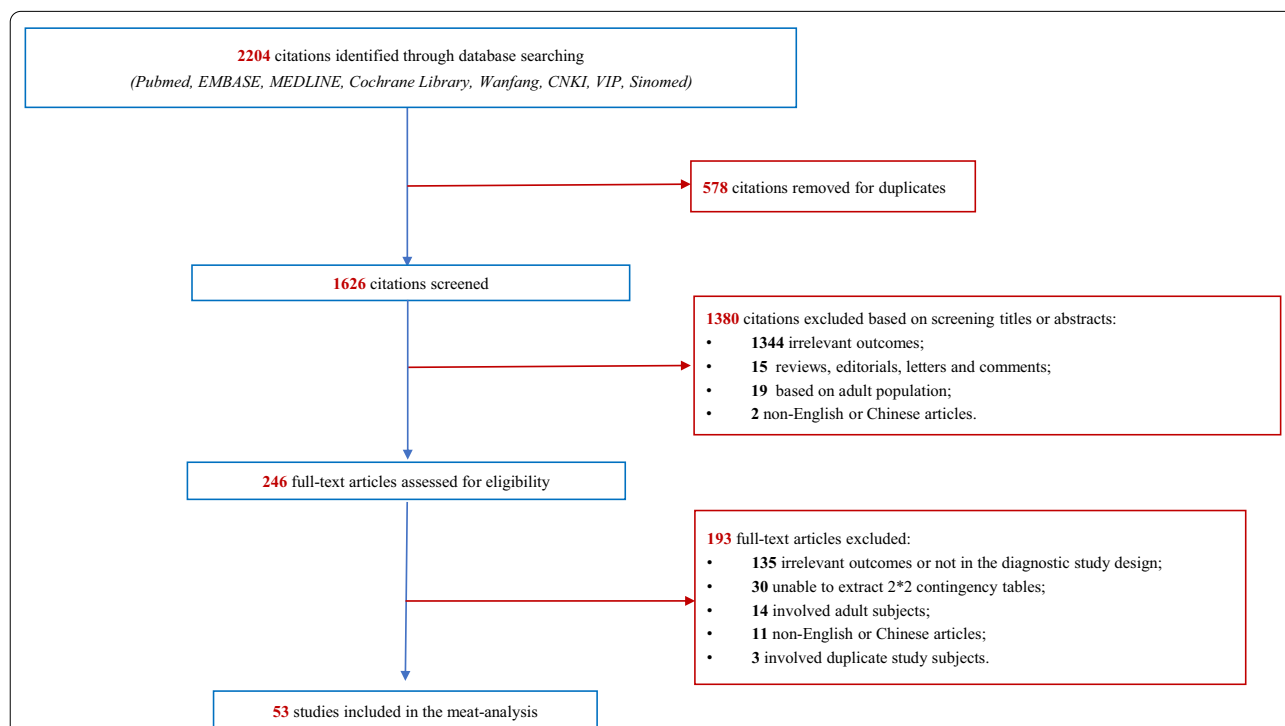 2204 citations identified through database searching
(Pubmed, EMBASE, MEDLINE, Cochrane Library, Wanfang, CNKI, VIP, Sinomed)
578 citations removed for duplicates
1626 citations screened
1380 citations excluded based on screening titles or abstracts:
• 1344 irrelevant outcomes;
• 15 reviews, editorials, letters and comments;
• 19 based on adult population;
• 2 non-English or Chinese articles.
246 full-text articles assessed for eligibility
193 full-text articles excluded:
• 135 irrelevant outcomes or not in the diagnostic study design;
• 30 unable to extract 2*2 contingency tables;
• 14 involved adult subjects;
• 11 non-English or Chinese articles;
• 3 involved duplicate study subjects.
53 studies included in the meat-analysis